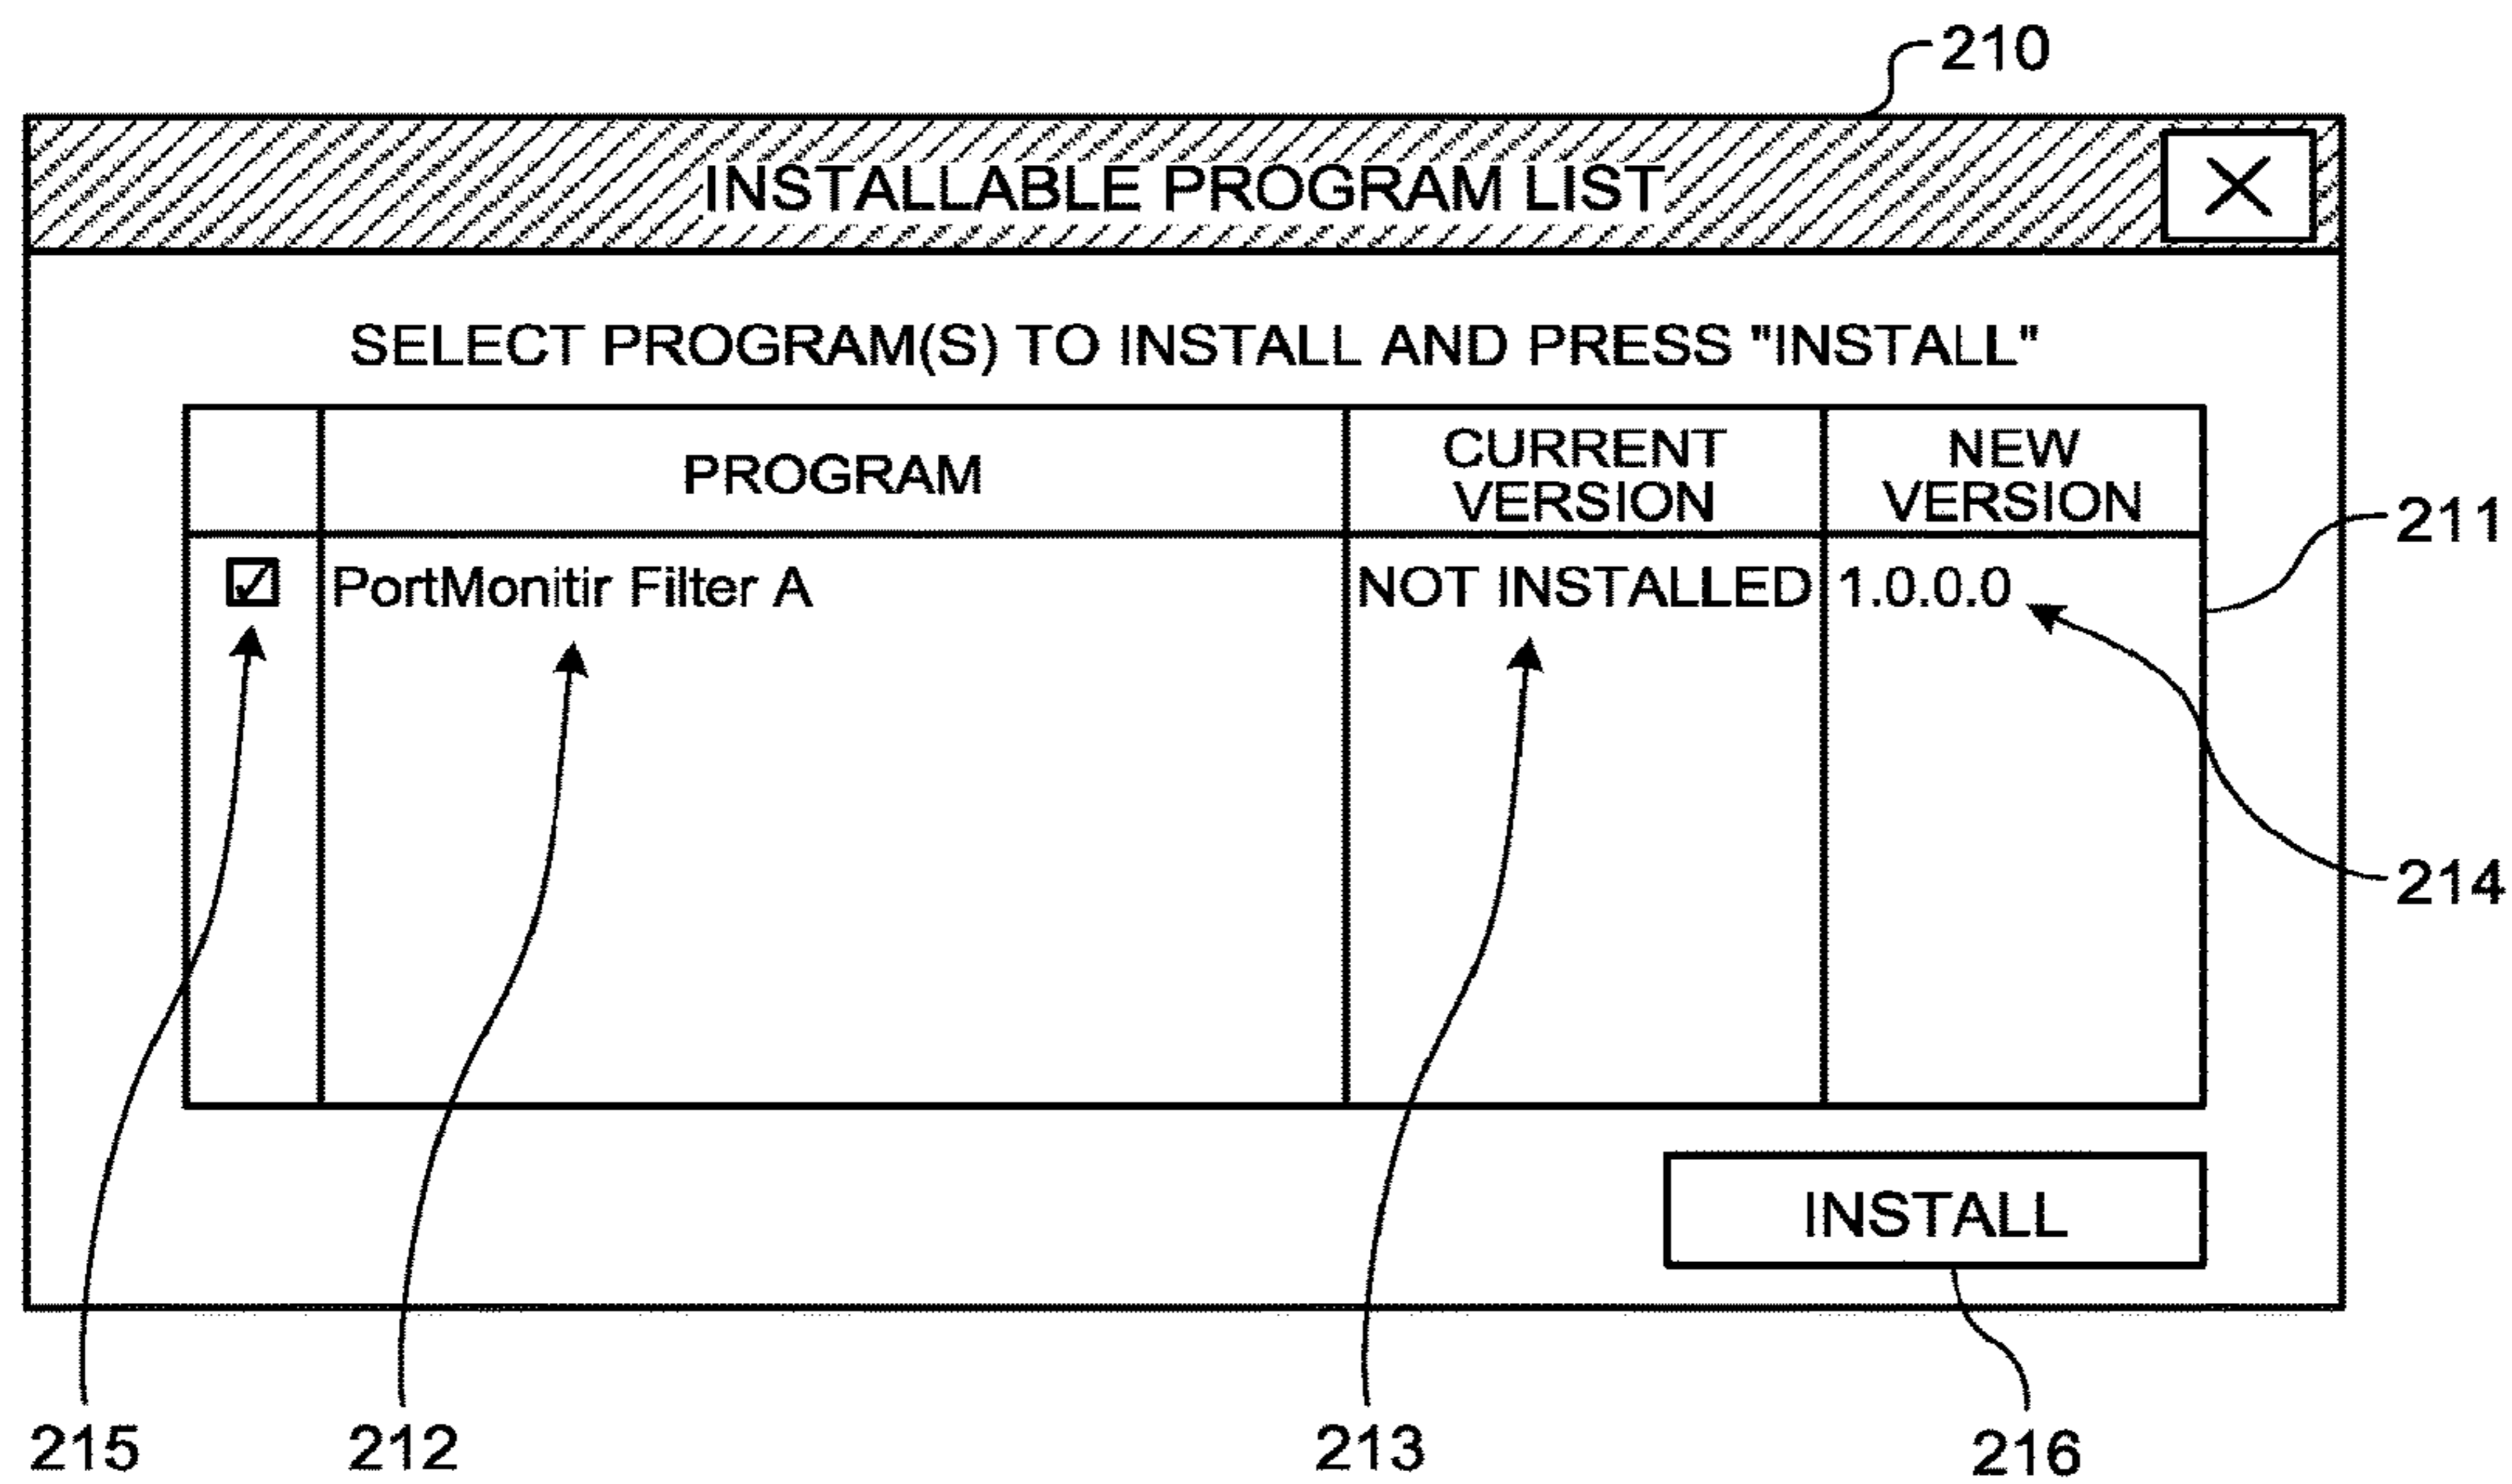 210
INSTALLABLE PROGRAM LIST
SELECT PROGRAM(S) TO INSTALL AND PRESS "INSTALL"
PROGRAM
CURRENT
VERSION
NEW
VERSION
211
PortMonitir Filter A
NOT INSTALLED
1.0.0.0
214
INSTALL
215
212
213
216